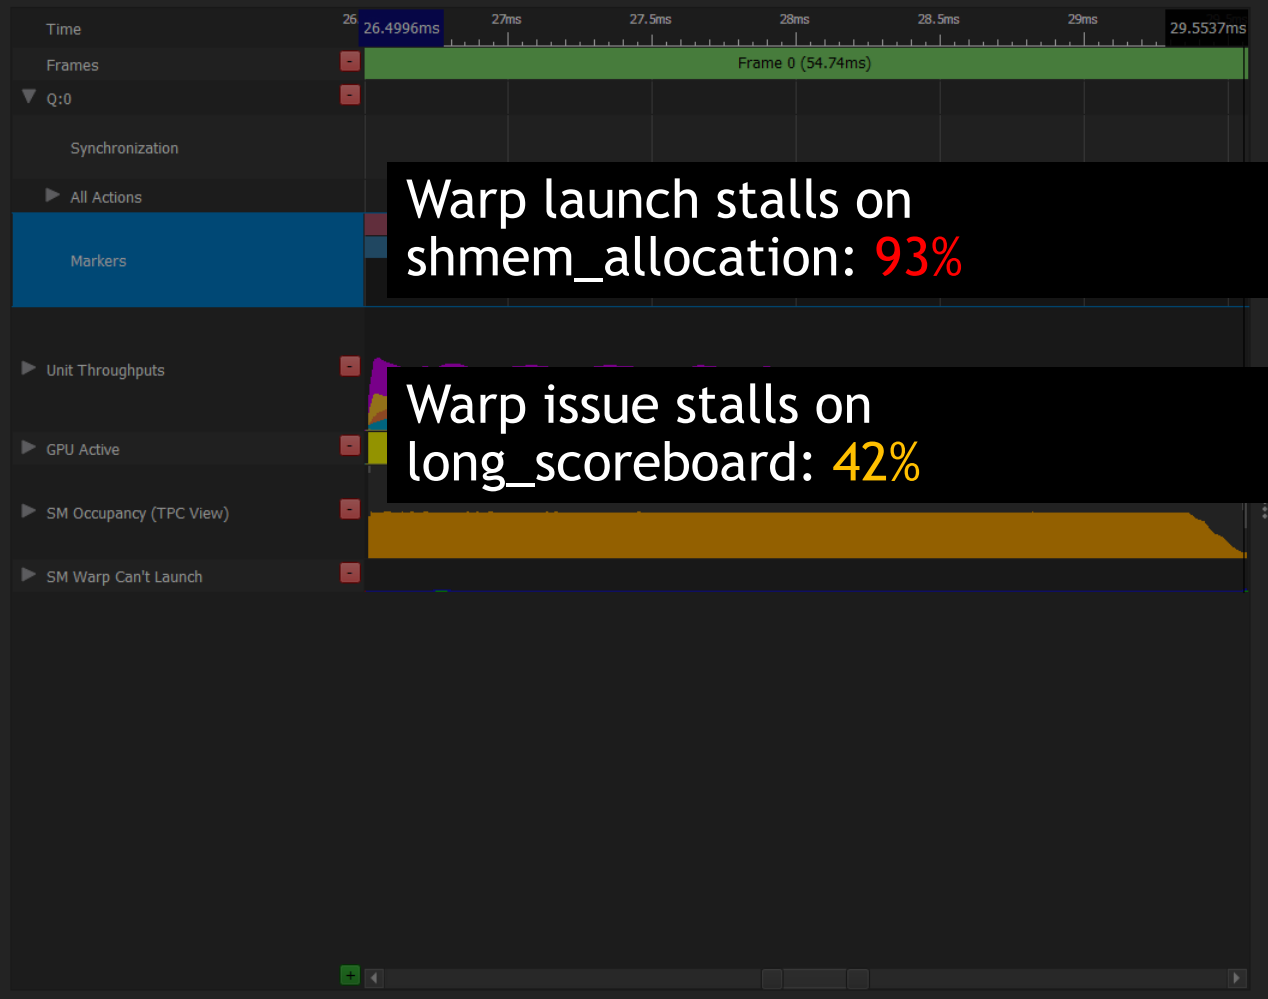 Time
26
26.4996ms
27ms
27.5ms
28ms
28.5ms
29ms
29.5537ms
Frames
-
Frame 0 (54.74ms)
Q:0
-
Synchronization
All Actions
Warp launch stalls on
shmem_allocation: 93%
Markers
Unit Throughputs
-
Warp issue stalls on
long_scoreboard: 42%
GPU Active
-
SM Occupancy (TPC View)
-
SM Warp Can't Launch
-
+